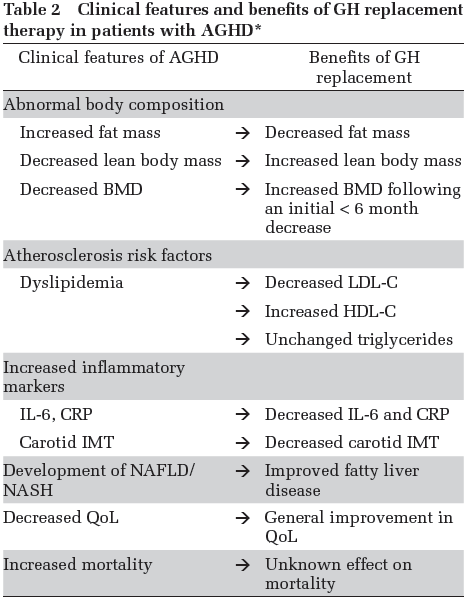 Table 2 Clinical features and benefits of GH replacement
therapy in patients with AGHD*
Clinical features of AGHD Benefits of GH
replacement
Abnormal body composition
Increased fat mass → Decreased fat mass
Decreased lean body mass → Increased lean body mass
Decreased BMD → Increased BMD following
an initial < 6 month
decrease
Atherosclerosis risk factors
Dyslipidemia → Decreased LDL-C
→ Increased HDL-C
→ Unchanged triglycerides
Increased inflammatory
markers
IL-6, CRP → Decreased IL-6 and CRP
Carotid IMT → Decreased carotid IMT
Development of NAFLD/ → Improved fatty liver
NASH disease
Decreased QoL → General improvement in
QoL
Increased mortality → Unknown effect on
mortality